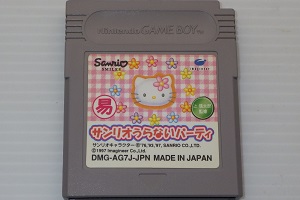 Nintendo GAME BOY
Sanrio
SMILES
易
サンリオうらないパーティ
サンリオキャラクター © '76,'93,'97, SANRIO CO.,LTD.
© 1997 Imagineer Co.,Ltd.
DMG-AG7J-JPN MADE IN JAPAN